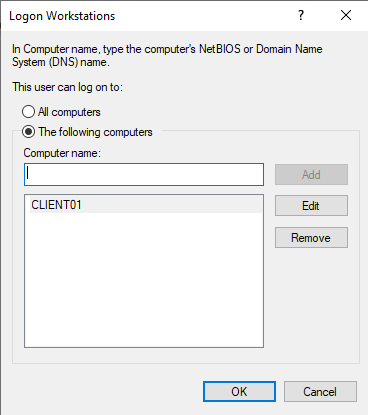 Logon Workstations
?
In Computer name, type the computer's NetBIOS or Domain Name
System (DNS) name.
This user can log on to:
All computers
The following computers
Computer name:
Add
CLIENT01
Edit
Remove
OK
Cancel